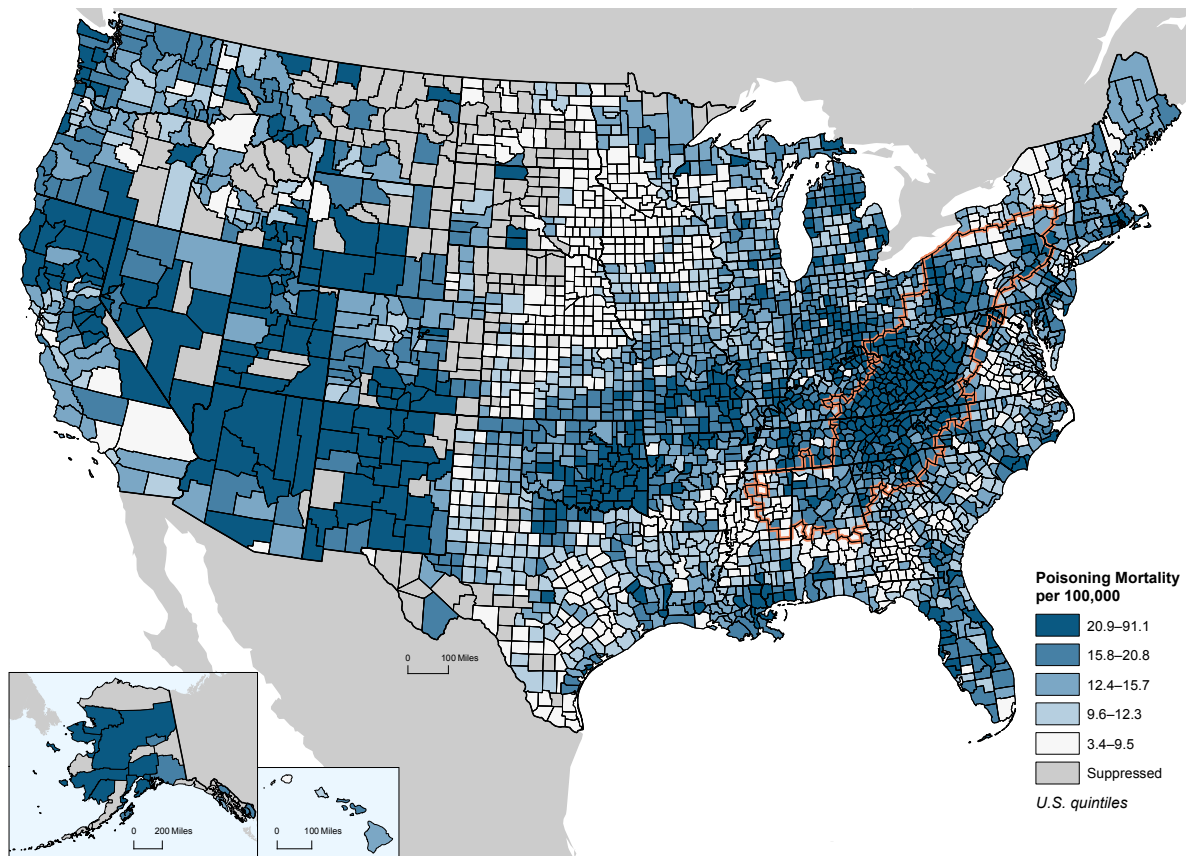 Poisoning Mortality
per 100,000
20.9–91.1
15.8–20.8
12.4–15.7
9.6–12.3
3.4–9.5
Suppressed
U.S. quintiles
0 100 Miles
0 200 Miles
0 100 Miles